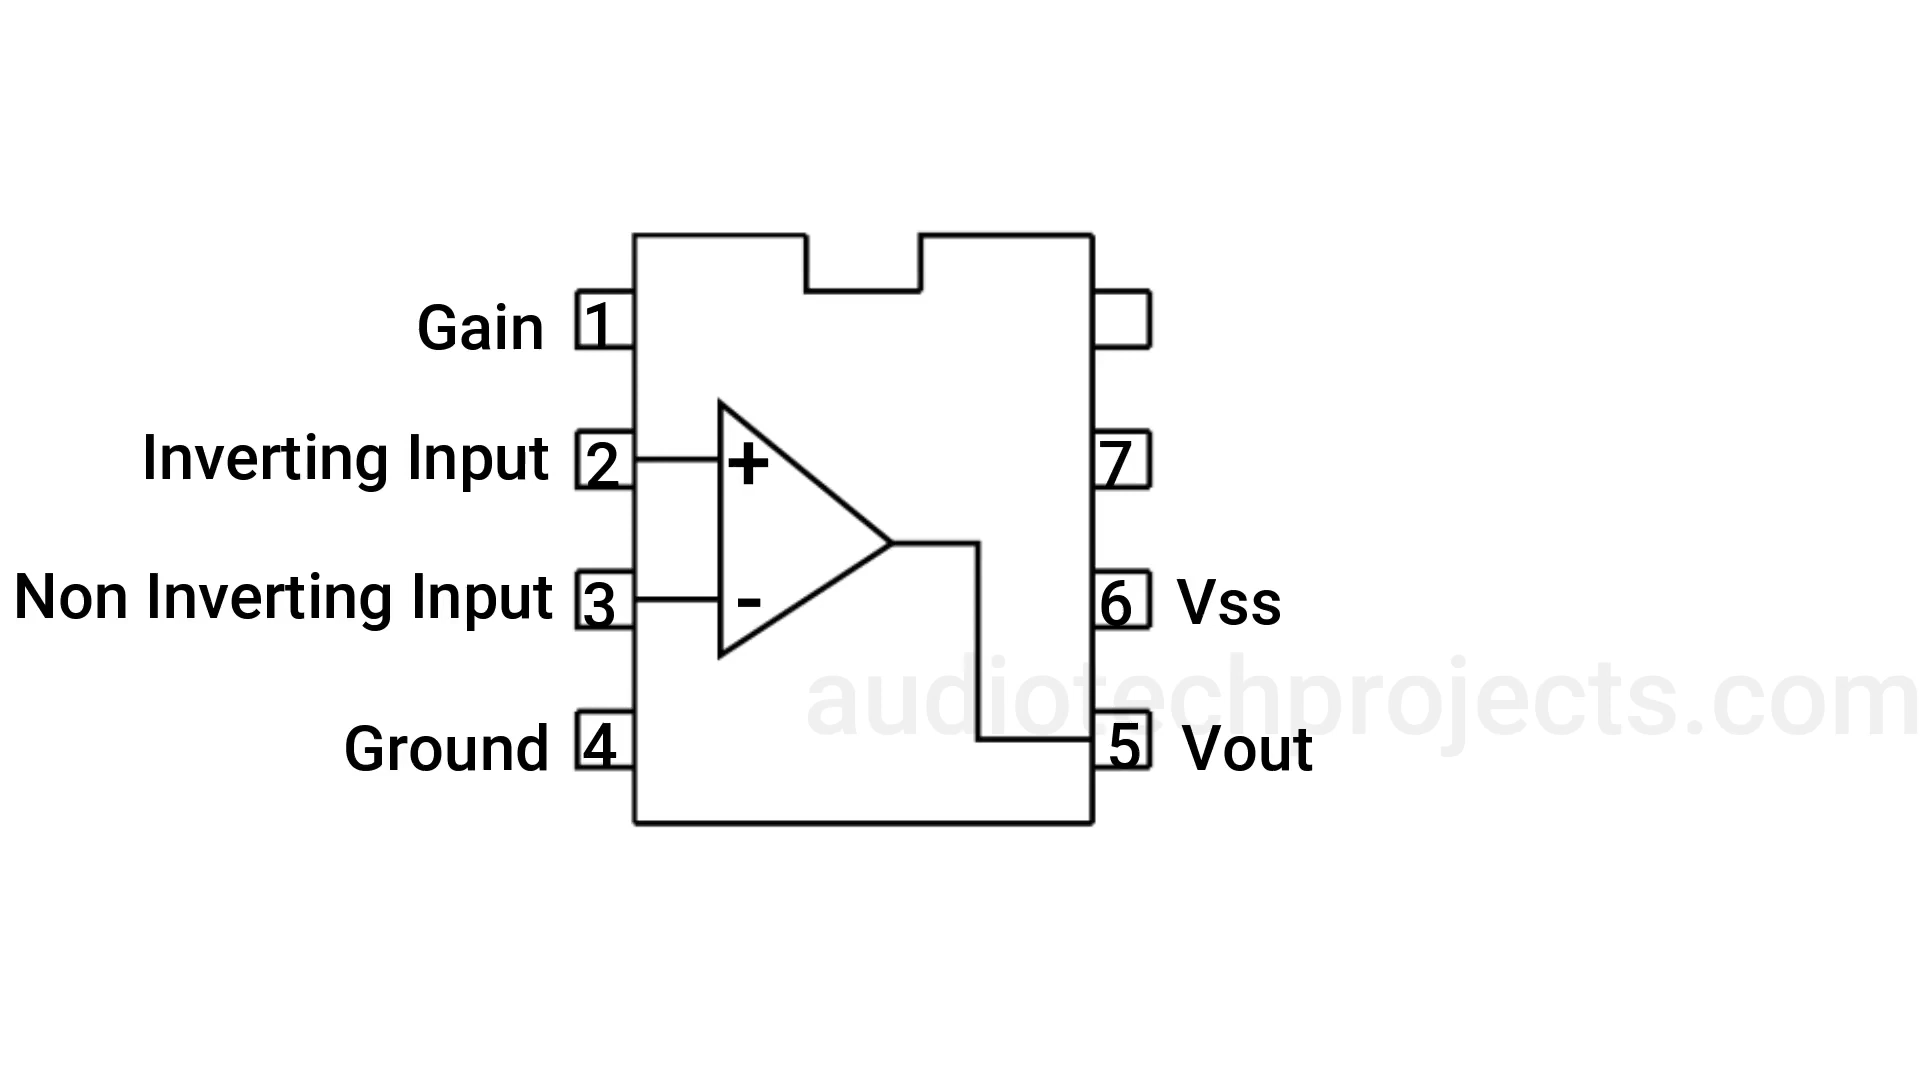 Gain 1
Inverting Input 2 + 7
Non Inverting Input 3 - 6 Vss
audiotechprojects.com
Ground 4 5 Vout